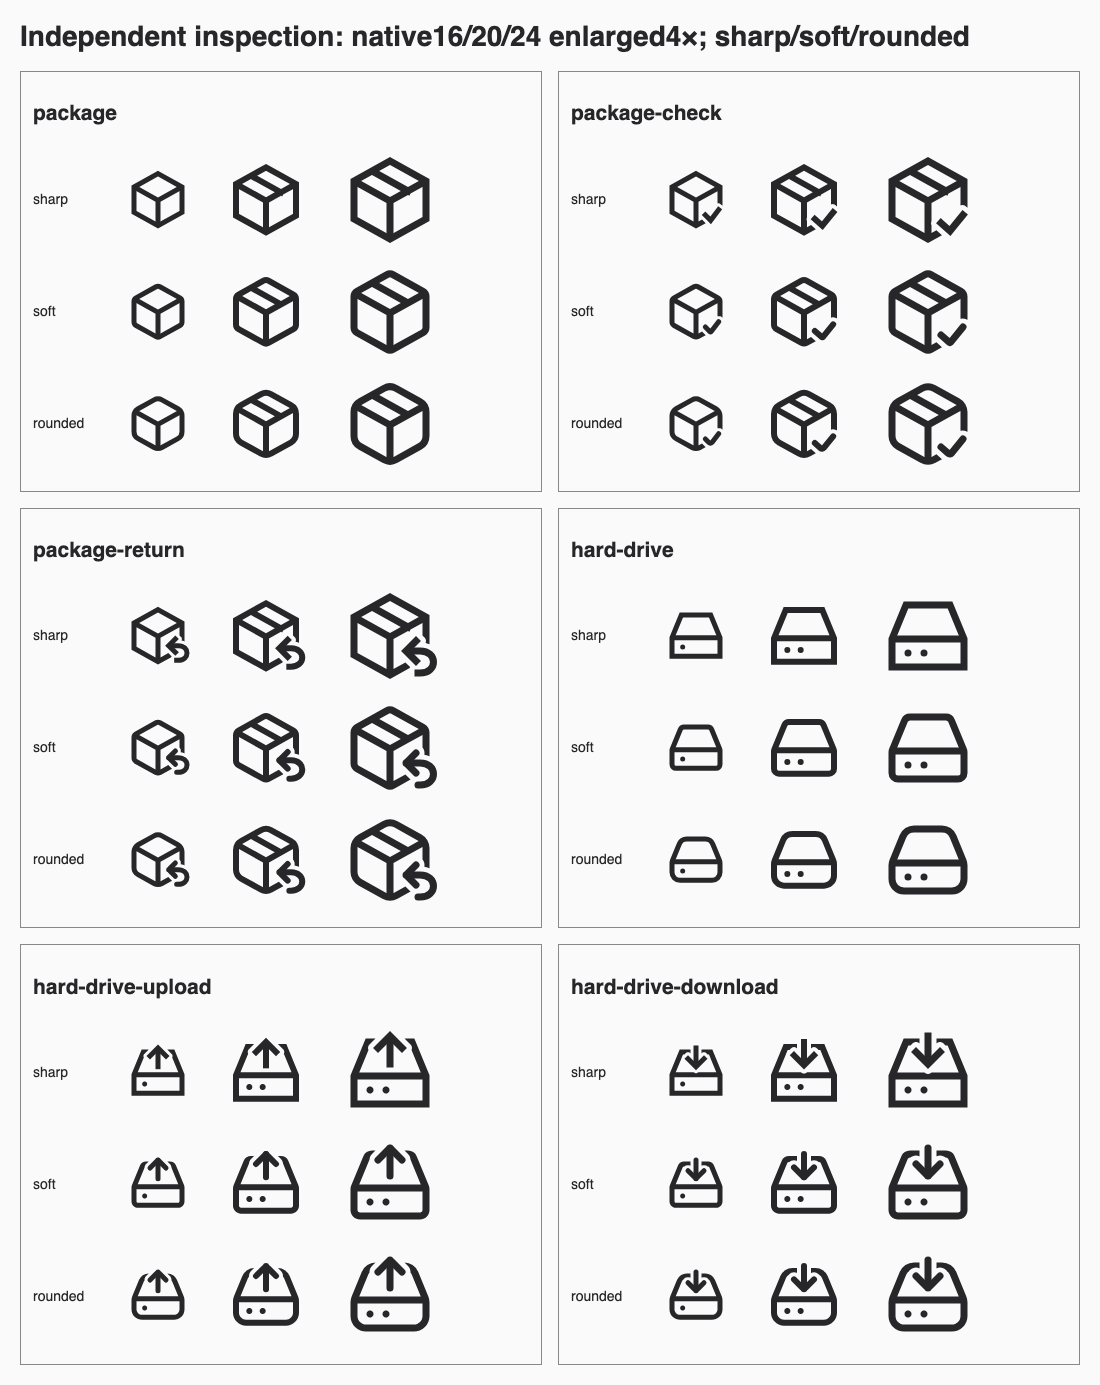 Independent inspection: native16/20/24 enlarged4×; sharp/soft/rounded
package
sharp
soft
rounded
package-check
sharp
soft
rounded
package-return
sharp
soft
rounded
hard-drive
sharp
soft
rounded
hard-drive-upload
sharp
soft
rounded
hard-drive-download
sharp
soft
rounded